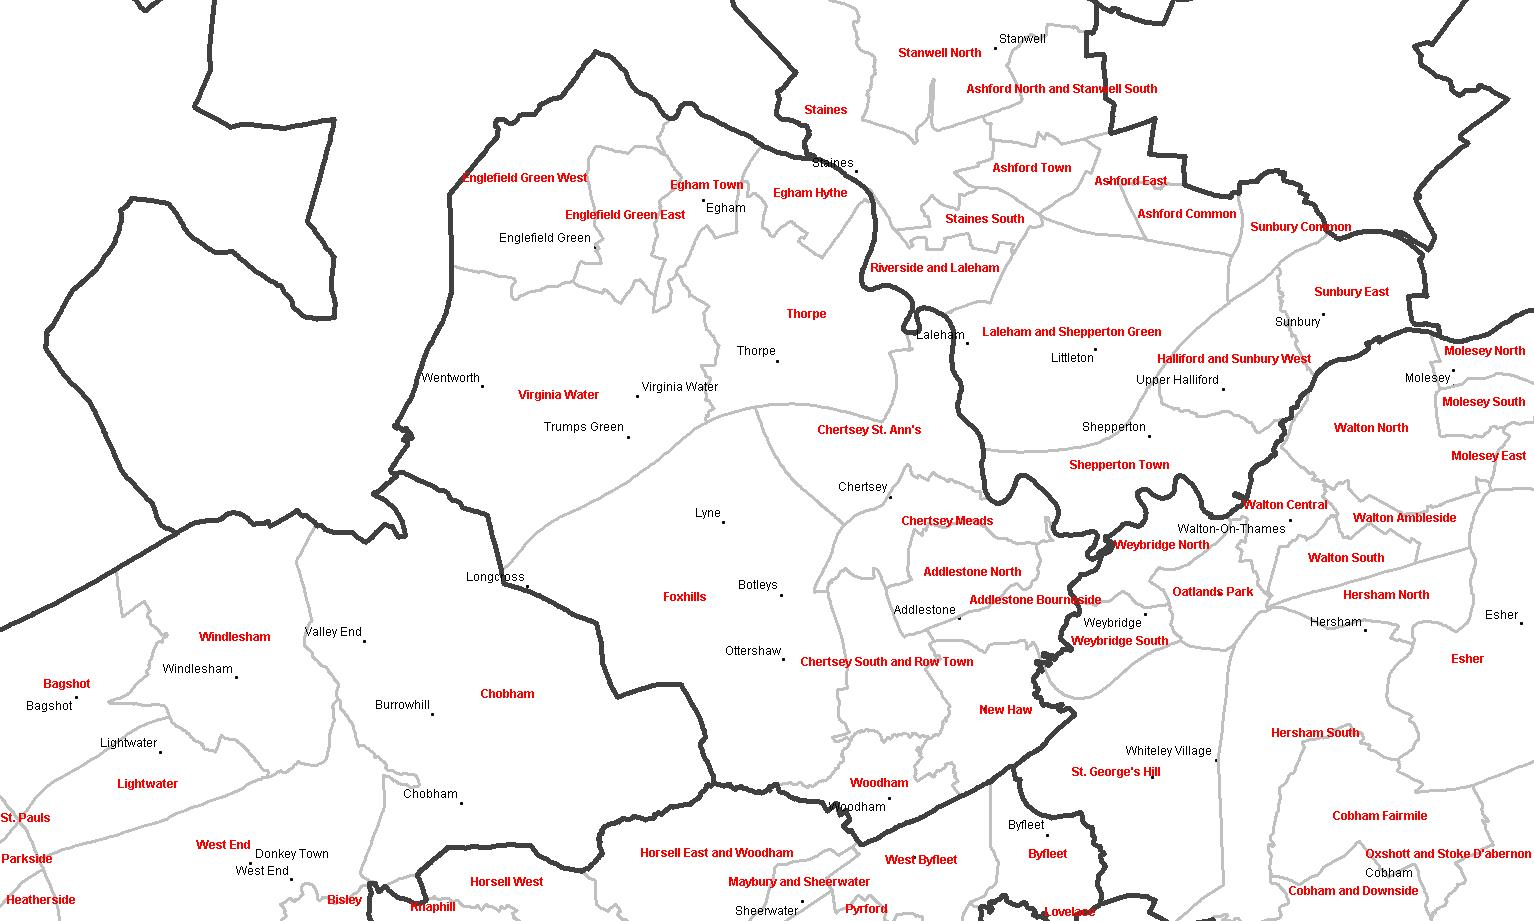 Stanwell
Stanwell North
Ashford North and Stanwell South
Staines
Staines
Ashford Town
Englefield Green West
Ashford East
Egham Town
Egham Hythe
Egham
Englefield Green East
Ashford Common
Staines South
Sunbury Common
Englefield Green
Riverside and Laleham
Sunbury East
Thorpe
Sunbury
Laleham
Laleham and Shepperton Green
Thorpe
Littleton
Halliford and Sunbury West
Molesey North
Wentworth
Upper Halliford
Molesey
Virginia Water
Virginia Water
Molesey South
Trumps Green
Chertsey St. Ann's
Shepperton
Walton North
Molesey East
Shepperton Town
Chertsey
Walton Central
Lyne
Chertsey Meads
Walton-On-Thames
Walton Ambleside
Weybridge North
Walton South
Longcross
Botleys
Addlestone North
Foxhills
Addlestone Bourneside
Oatlands Park
Hersham North
Addlestone
Weybridge
Hersham
Esher
Valley End
Windlesham
Weybridge South
Ottershaw
Chertsey South and Row Town
Esher
Windlesham
Bagshot
Chobham
Bagshot
Burrowhill
New Haw
Lightwater
Hersham South
Whiteley Village
Lightwater
St. George's Hill
Woodham
Chobham
Woodham
St. Pauls
Cobham Fairmile
Byfleet
West End
Donkey Town
Parkside
Horsell East and Woodham
West Byfleet
Byfleet
Oxshott and Stoke D'abernon
West End
Cobham
Horsell West
Maybury and Sheerwater
Cobham and Downside
Heatherside
Bisley
Knaphill
Sheerwater
Pyrford
Lovelace